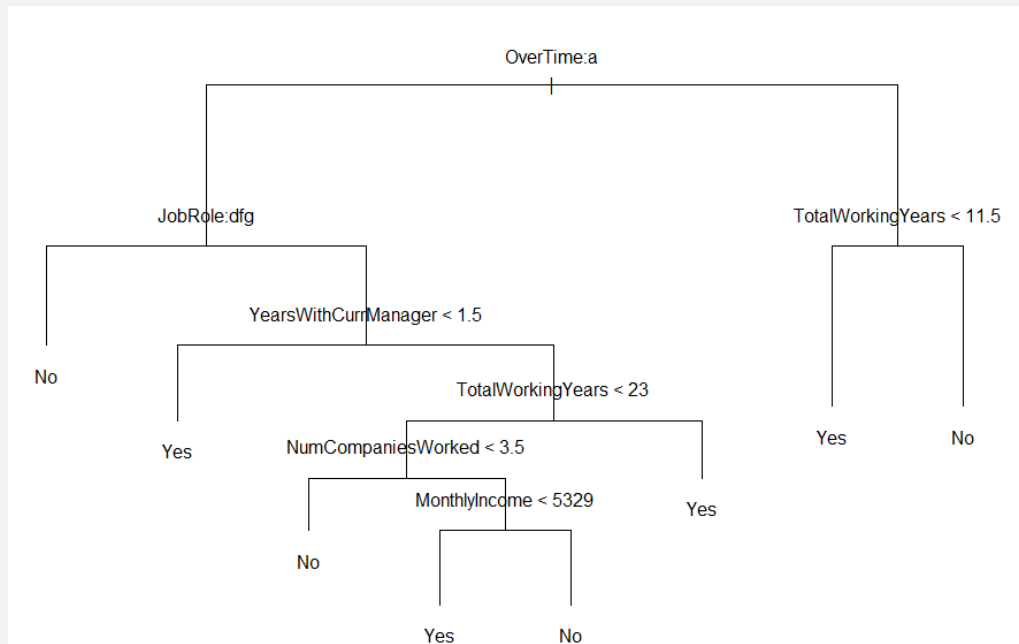 OverTime:a
JobRole:dfg
TotalWorkingYears < 11.5
YearsWithCurrManager < 1.5
No
TotalWorkingYears < 23
Yes
No
Yes
NumCompaniesWorked < 3.5
MonthlyIncome < 5329
Yes
No
Yes
No